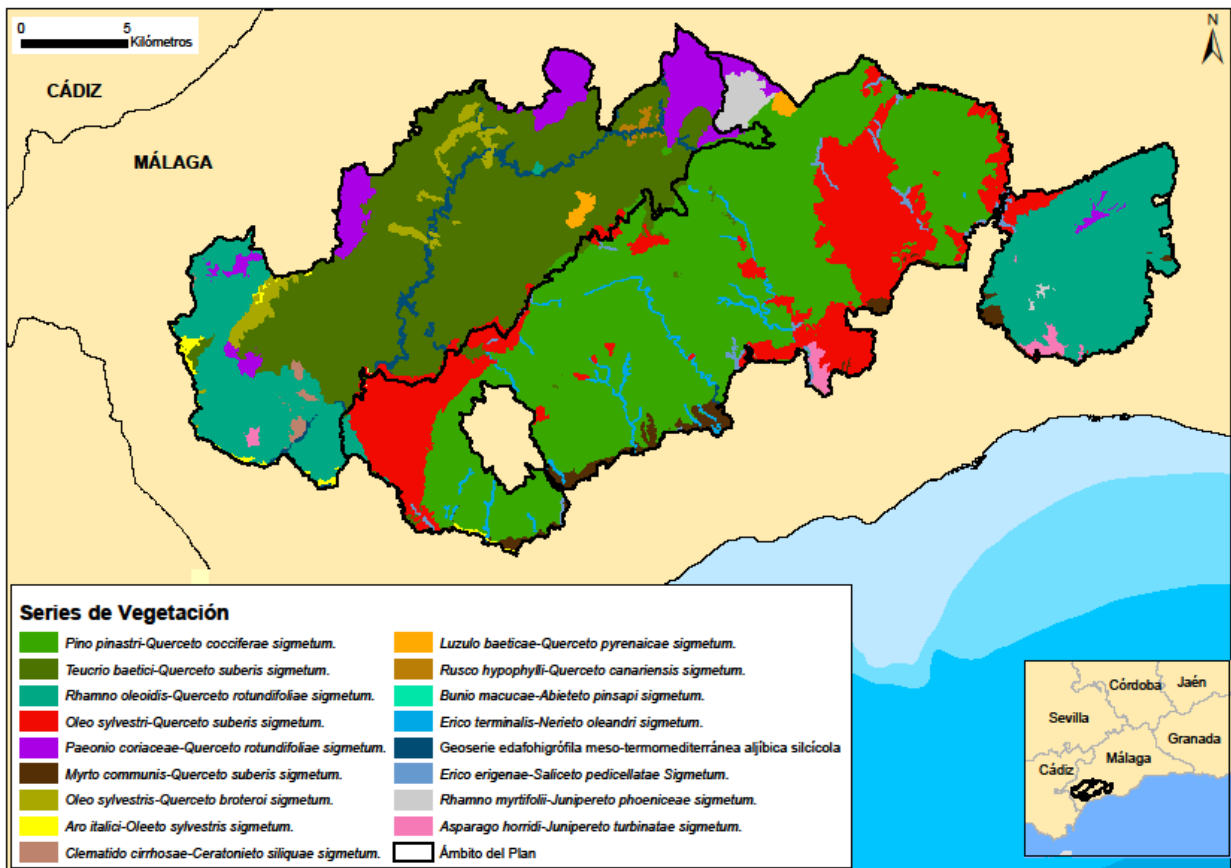 0 5
Kilómetros
N
CÁDIZ
MÁLAGA
Series de Vegetación
Pino pinastri-Querceto cocciferae sigmetum.
Teucrio baetici-Querceto suberis sigmetum.
Rhamno oleoidis-Querceto rotundifoliae sigmetum.
Oleo sylvestri-Querceto suberis sigmetum.
Paeonio coriaceae-Querceto rotundifoliae sigmetum.
Myrto communis-Querceto suberis sigmetum.
Oleo sylvestris-Querceto broteroi sigmetum.
Aro italici-Oleeto sylvestris sigmetum.
Clematido cirrhosae-Ceratonieto siliquae sigmetum.
Luzulo baeticae-Querceto pyrenaicae sigmetum.
Rusco hypophylli-Querceto canariensis sigmetum.
Bunio macucae-Abieteto pinsapi sigmetum.
Erico terminalis-Nerieto oleandri sigmetum.
Geoserie edafohigrófila meso-termomediterránea aljíbica silcícola
Erico erigenae-Saliceto pedicellatae Sigmetum.
Rhamno myrtifolii-Junipereto phoeniceae sigmetum.
Asparago horridi-Junipereto turbinatae sigmetum.
Ámbito del Plan
Córdoba
Jaén
Sevilla
Granada
Málaga
Cádiz